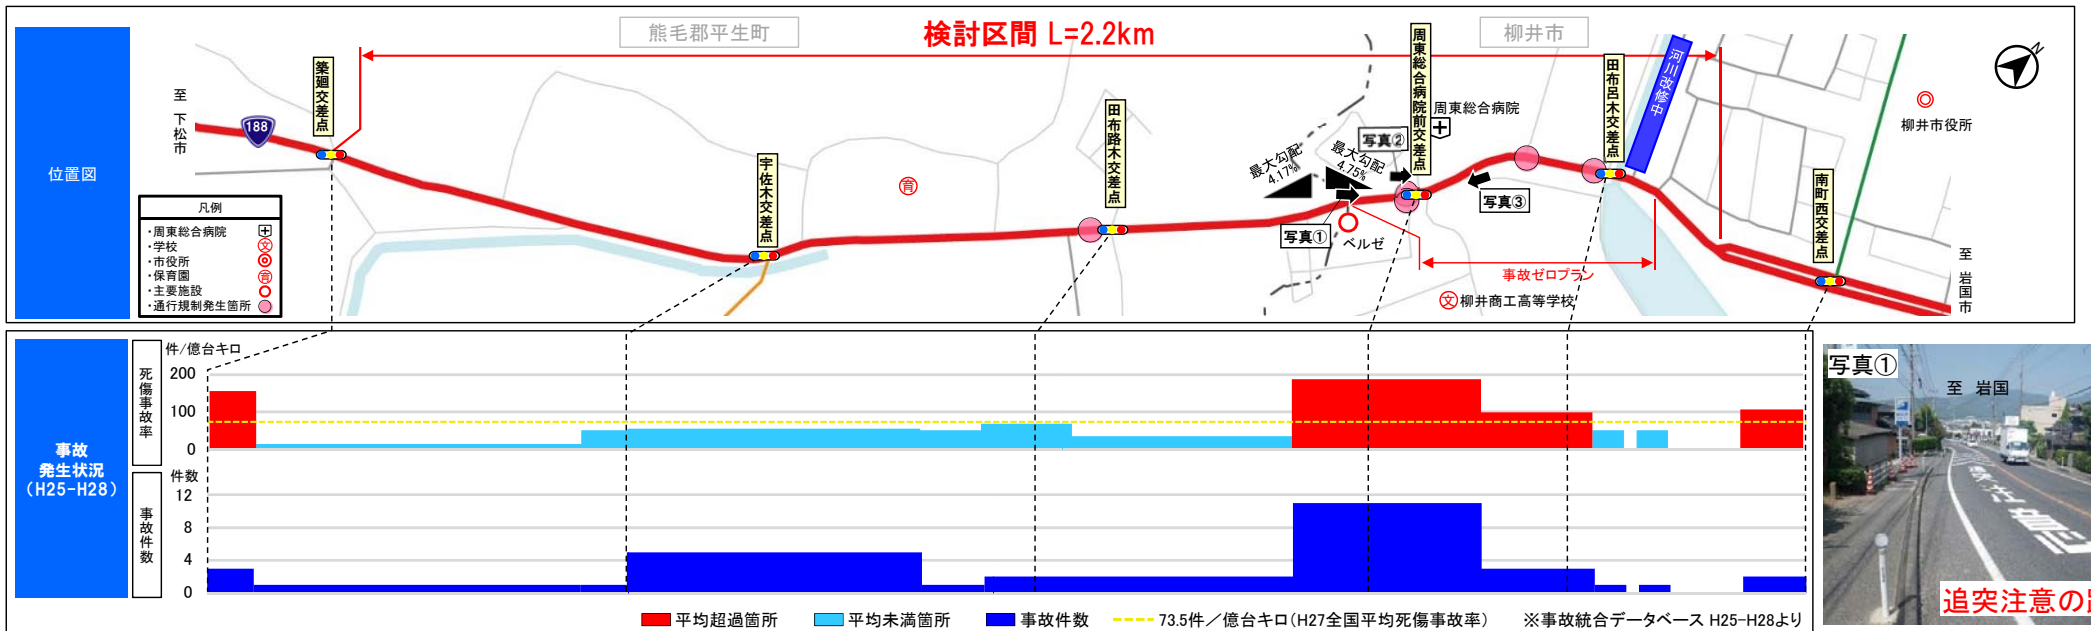 位置図
熊毛郡平生町
検討区間 L=2.2km
柳井市
至 下松市
188
築廻交差点
宇佐木交差点
田布路木交差点
最大勾配
4.17%
最大勾配
4.75%
写真②
周東総合病院前交差点
周東総合病院
写真①
ベルゼ
写真③
田布呂木交差点
河川改修中
事故ゼロプラン
文 柳井商工高等学校
育
南町西交差点
柳井市役所
至 岩国市
N
凡例
・周東総合病院
・学校 文
・市役所
・保育園 育
・主要施設
・通行規制発生箇所
事故
発生状況
(H25-H28)
死傷事故率
件/億台キロ
200
100
0
事故件数
件数
12
8
4
0
平均超過箇所 平均未満箇所 事故件数 73.5件/億台キロ(H27全国平均死傷事故率) ※事故統合データベース H25-H28より
写真①
至 岩国
追突注意の